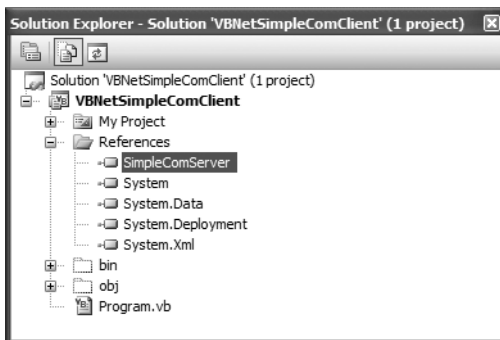 Solution Explorer - Solution 'VBNetSimpleComClient' (1 project)
Solution 'VBNetSimpleComClient' (1 project)
VBNetSimpleComClient
My Project
References
SimpleComServer
System
System.Data
System.Deployment
System.Xml
bin
obj
Program.vb